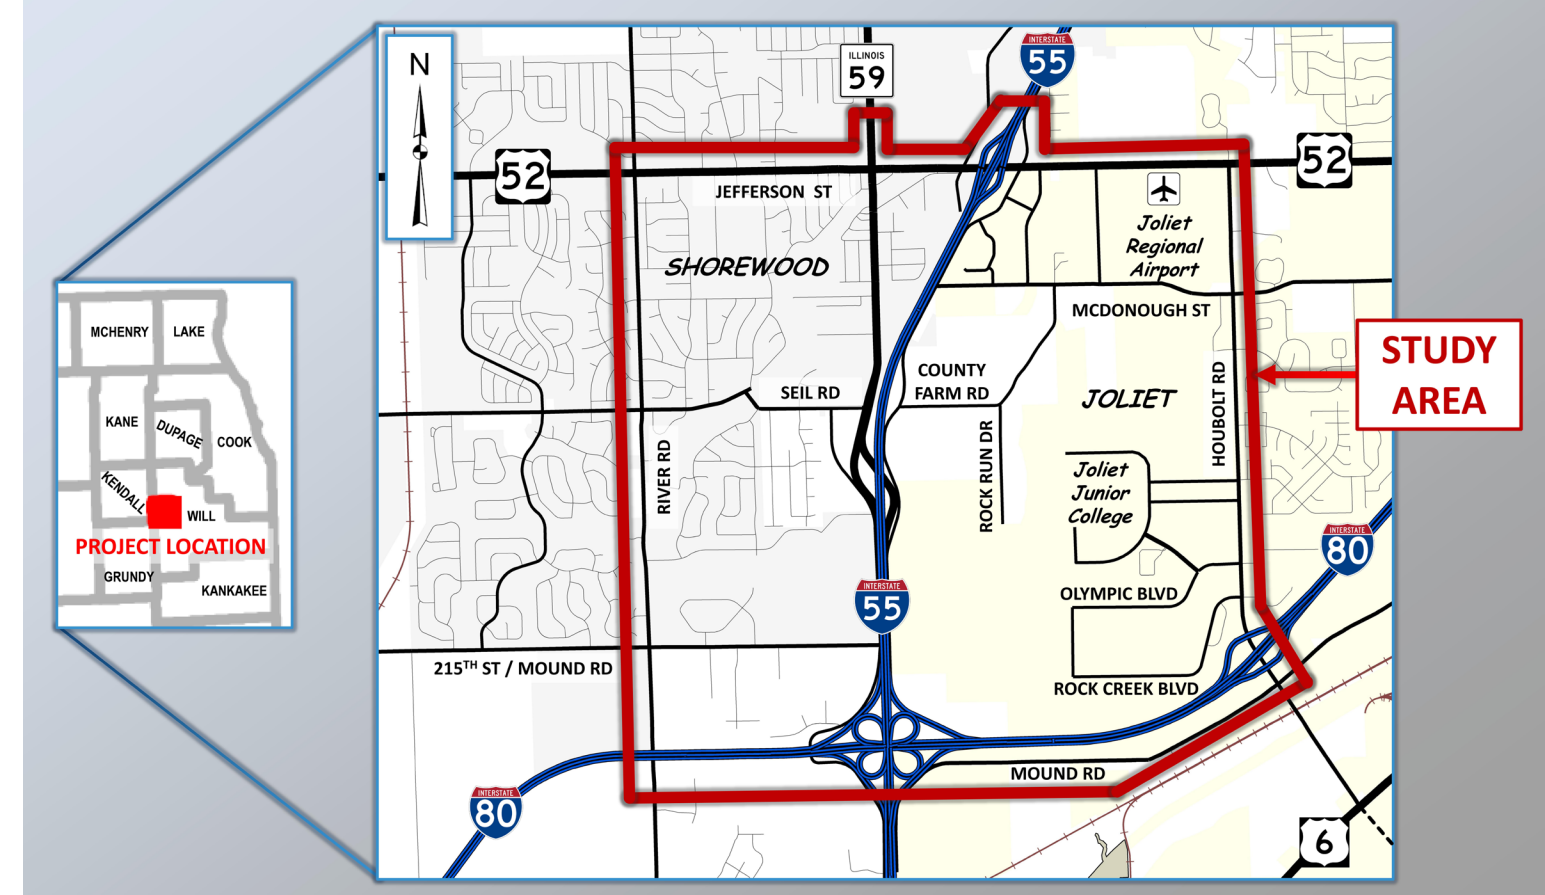 N
ILLINOIS
59
INTERSTATE
55
52
52
JEFFERSON ST
Joliet
Regional
Airport
SHOREWOOD
MCDONOUGH ST
MCHENRY
LAKE
KANE
DUPAGE
COOK
KENDALL
WILL
PROJECT LOCATION
GRUNDY
KANKAKEE
SEIL RD
COUNTY
FARM RD
JOLIET
HOUBOLT RD
STUDY
AREA
RIVER RD
ROCK RUN DR
Joliet
Junior
College
INTERSTATE
80
INTERSTATE
55
OLYMPIC BLVD
215TH ST / MOUND RD
ROCK CREEK BLVD
MOUND RD
INTERSTATE
80
6